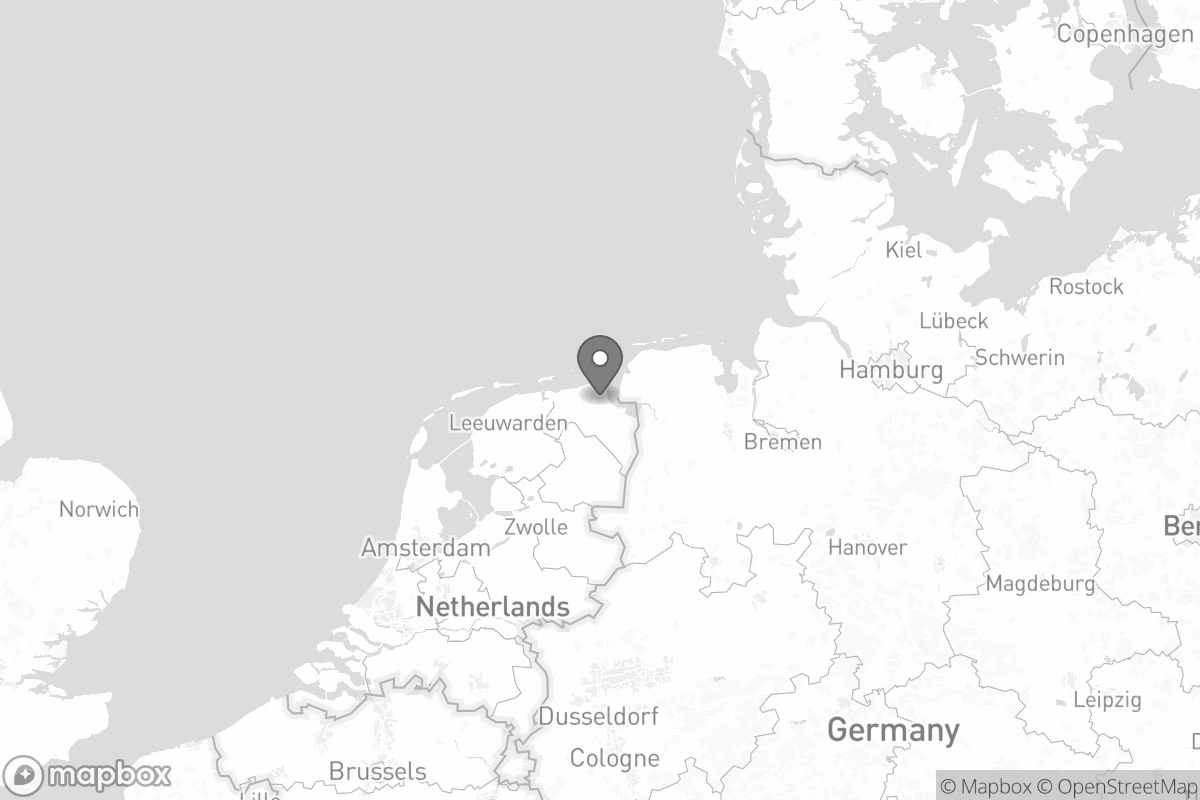 Copenhagen
Kiel
Rostock
Lübeck
Schwerin
Hamburg
Leeuwarden
Bremen
Norwich
Zwolle
Ber
Amsterdam
Hanover
Magdeburg
Netherlands
Leipzig
Dusseldorf
Germany
D
Cologne
Brussels
mapbox
© Mapbox © OpenStreetMap
Lille